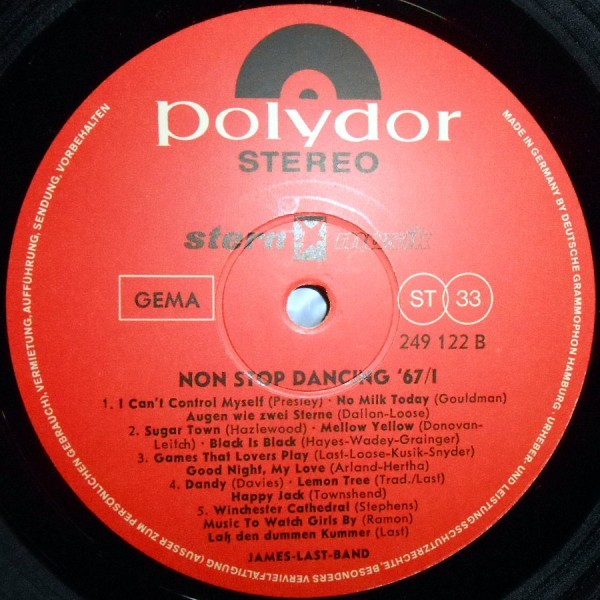 polydor
STEREO
stern musik
GEMA
ST 33
249 122 B
NON STOP DANCING '67/I
1. I Can't Control Myself (Presley) · No Milk Today (Gouldman)
Augen wie zwei Sterne (Dallon-Loose)
2. Sugar Town (Hazlewood) · Mellow Yellow (Donovan-
Leitch) · Black is Black (Hayes-Wadey-Grainger)
3. Games That Lovers Play (Last-Loose-Kusik-Snyder)
Good Night, My Love (Arland-Hertha)
4. Dandy (Davies) · Lemon Tree (Trad./Last)
Happy Jack (Townshend)
5. Winchester Cathedral (Stephens)
Music To Watch Girls By (Ramon)
Laß den dummen Kummer (Last)
JAMES-LAST-BAND
MADE IN GERMANY BY DEUTSCHE GRAMMOPHON HAMBURG · URHEBER- UND LEISTUNGSSCHUTZRECHTE, BESONDERS VERVIELFÄLTIGUNG (AUSSER ZUM PERSÖNLICHEN GEBRAUCH), VERMIETUNG, AUFFÜHRUNG, SENDUNG, VORBEHALTEN